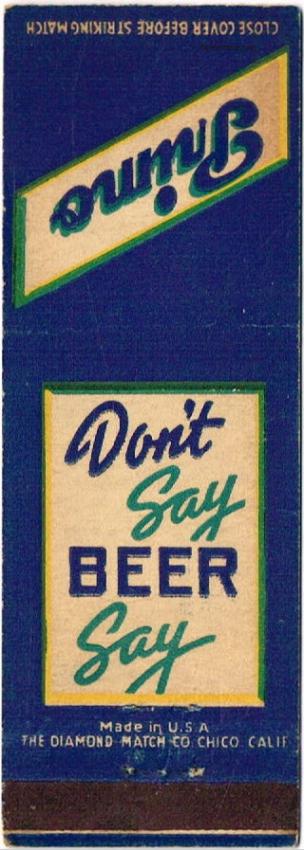 CLOSE COVER BEFORE STRIKING MATCH
Primo
Don't
Say
BEER
Say
Made in U.S.A
THE DIAMOND MATCH CO. CHICO. CALIF